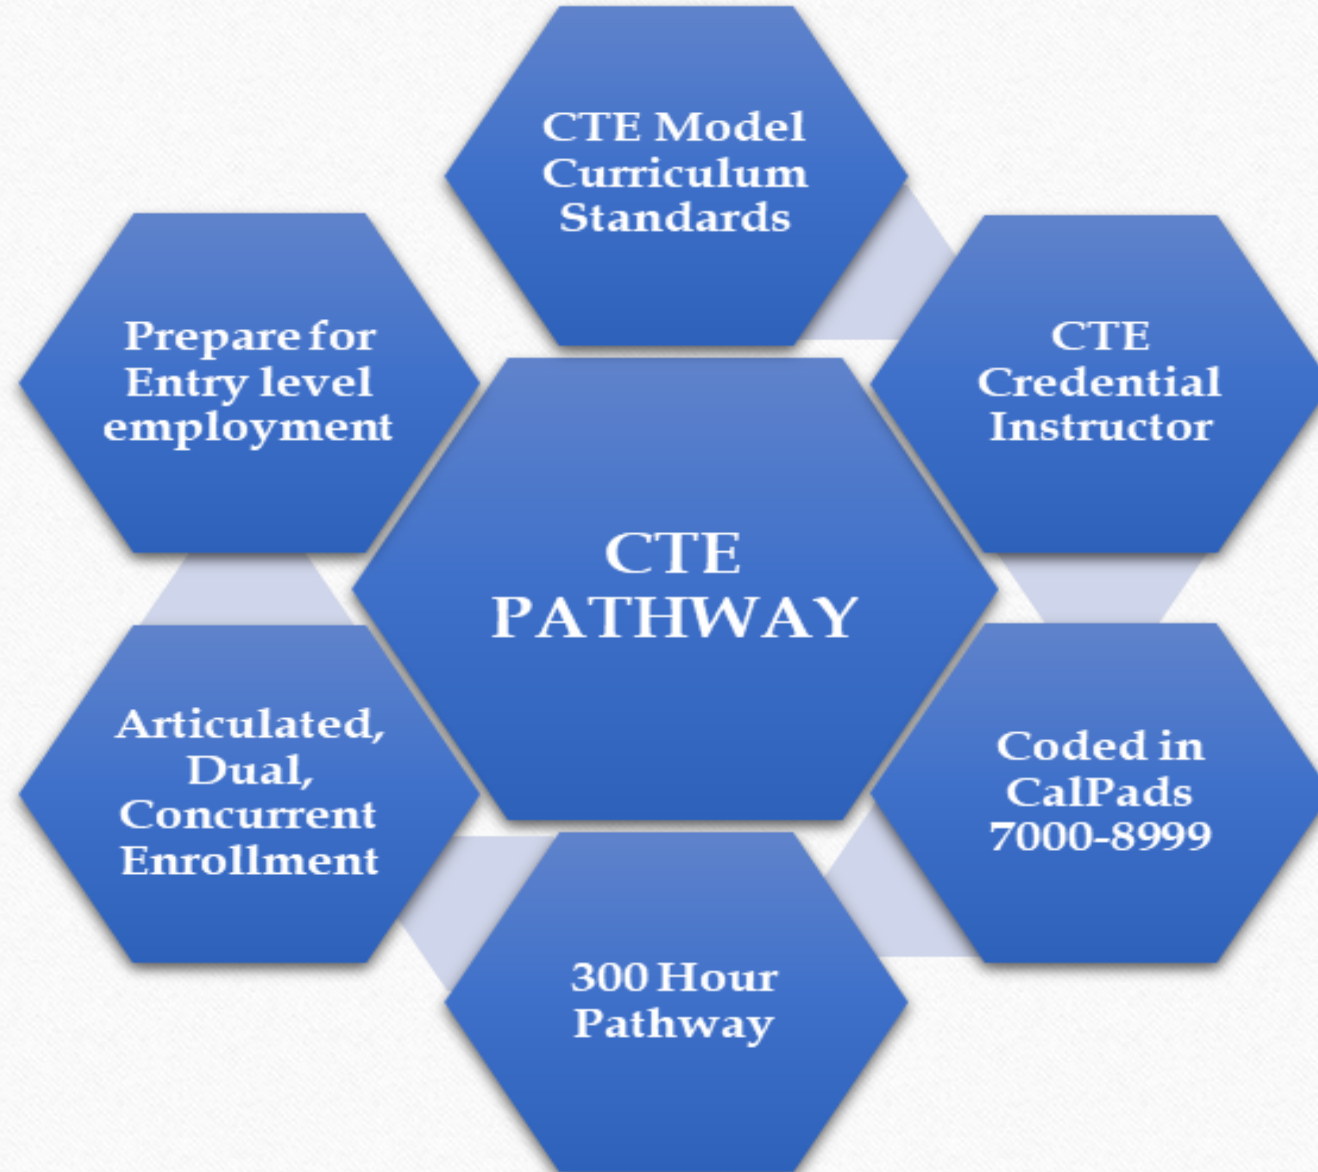 CTE Model
Curriculum
Standards
Prepare for
Entry level
employment
CTE
Credential
Instructor
CTE
PATHWAY
Articulated,
Dual,
Concurrent
Enrollment
Coded in
CalPads
7000-8999
300 Hour
Pathway